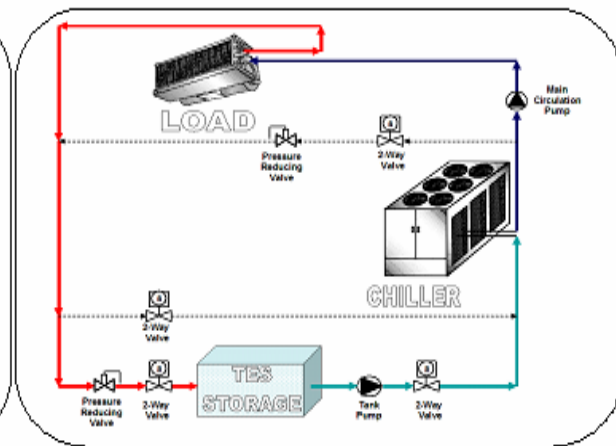 LOAD
Main
Circulation
Pump
Pressure
Reducing
Valve
2-Way
Valve
CHILLER
2-Way
Valve
TES
STORAGE
Pressure
Reducing
Valve
2-Way
Valve
Tank
Pump
2-Way
Valve